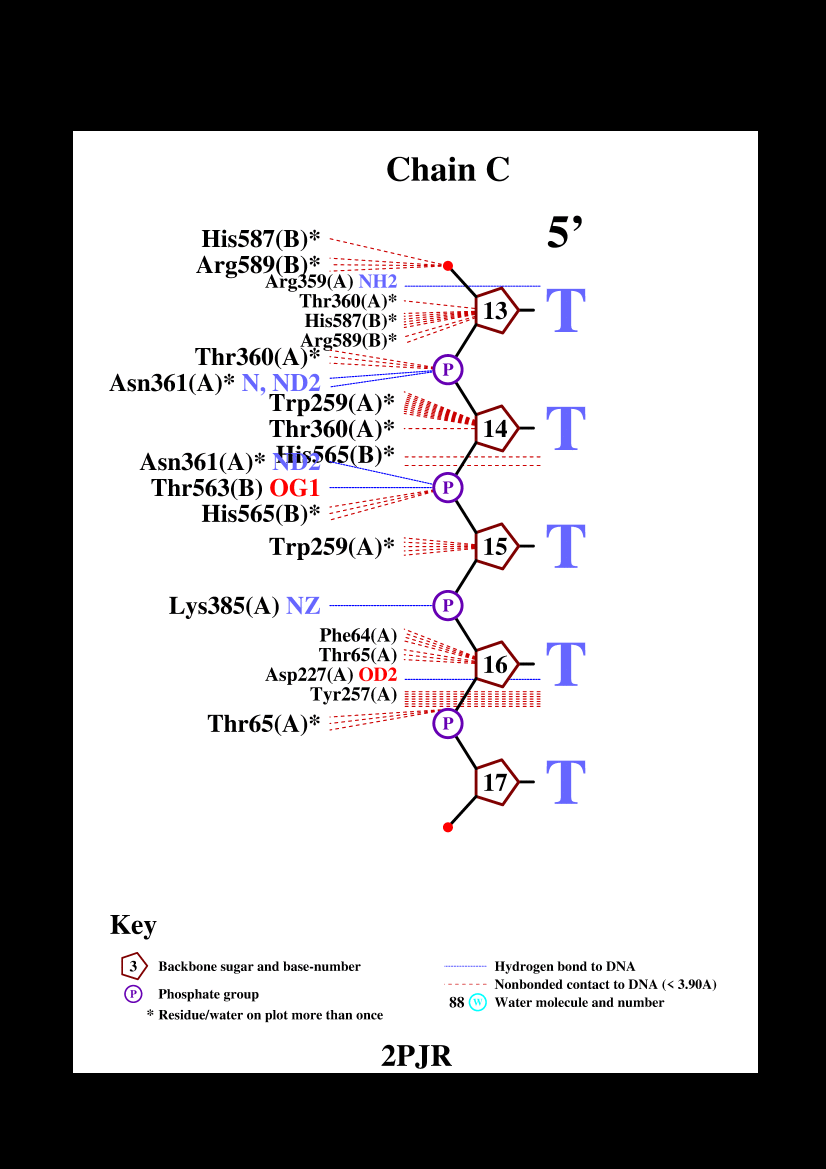 Chain C
5’
His587(B)*
Arg589(B)*
Arg359(A) NH2
Thr360(A)*
His587(B)*
Arg589(B)*
13 T
Thr360(A)*
P
Asn361(A)* N, ND2
Trp259(A)*
Thr360(A)*
14 T
His565(B)*
Asn361(A)* ND2
Thr563(B) OG1
P
His565(B)*
Trp259(A)*
15 T
Lys385(A) NZ
P
Phe64(A)
Thr65(A)
16 T
Asp227(A) OD2
Tyr257(A)
Thr65(A)*
P
17 T
Key
3 Backbone sugar and base-number
P Phosphate group
* Residue/water on plot more than once
Hydrogen bond to DNA
Nonbonded contact to DNA (< 3.90A)
88 W Water molecule and number
2PJR